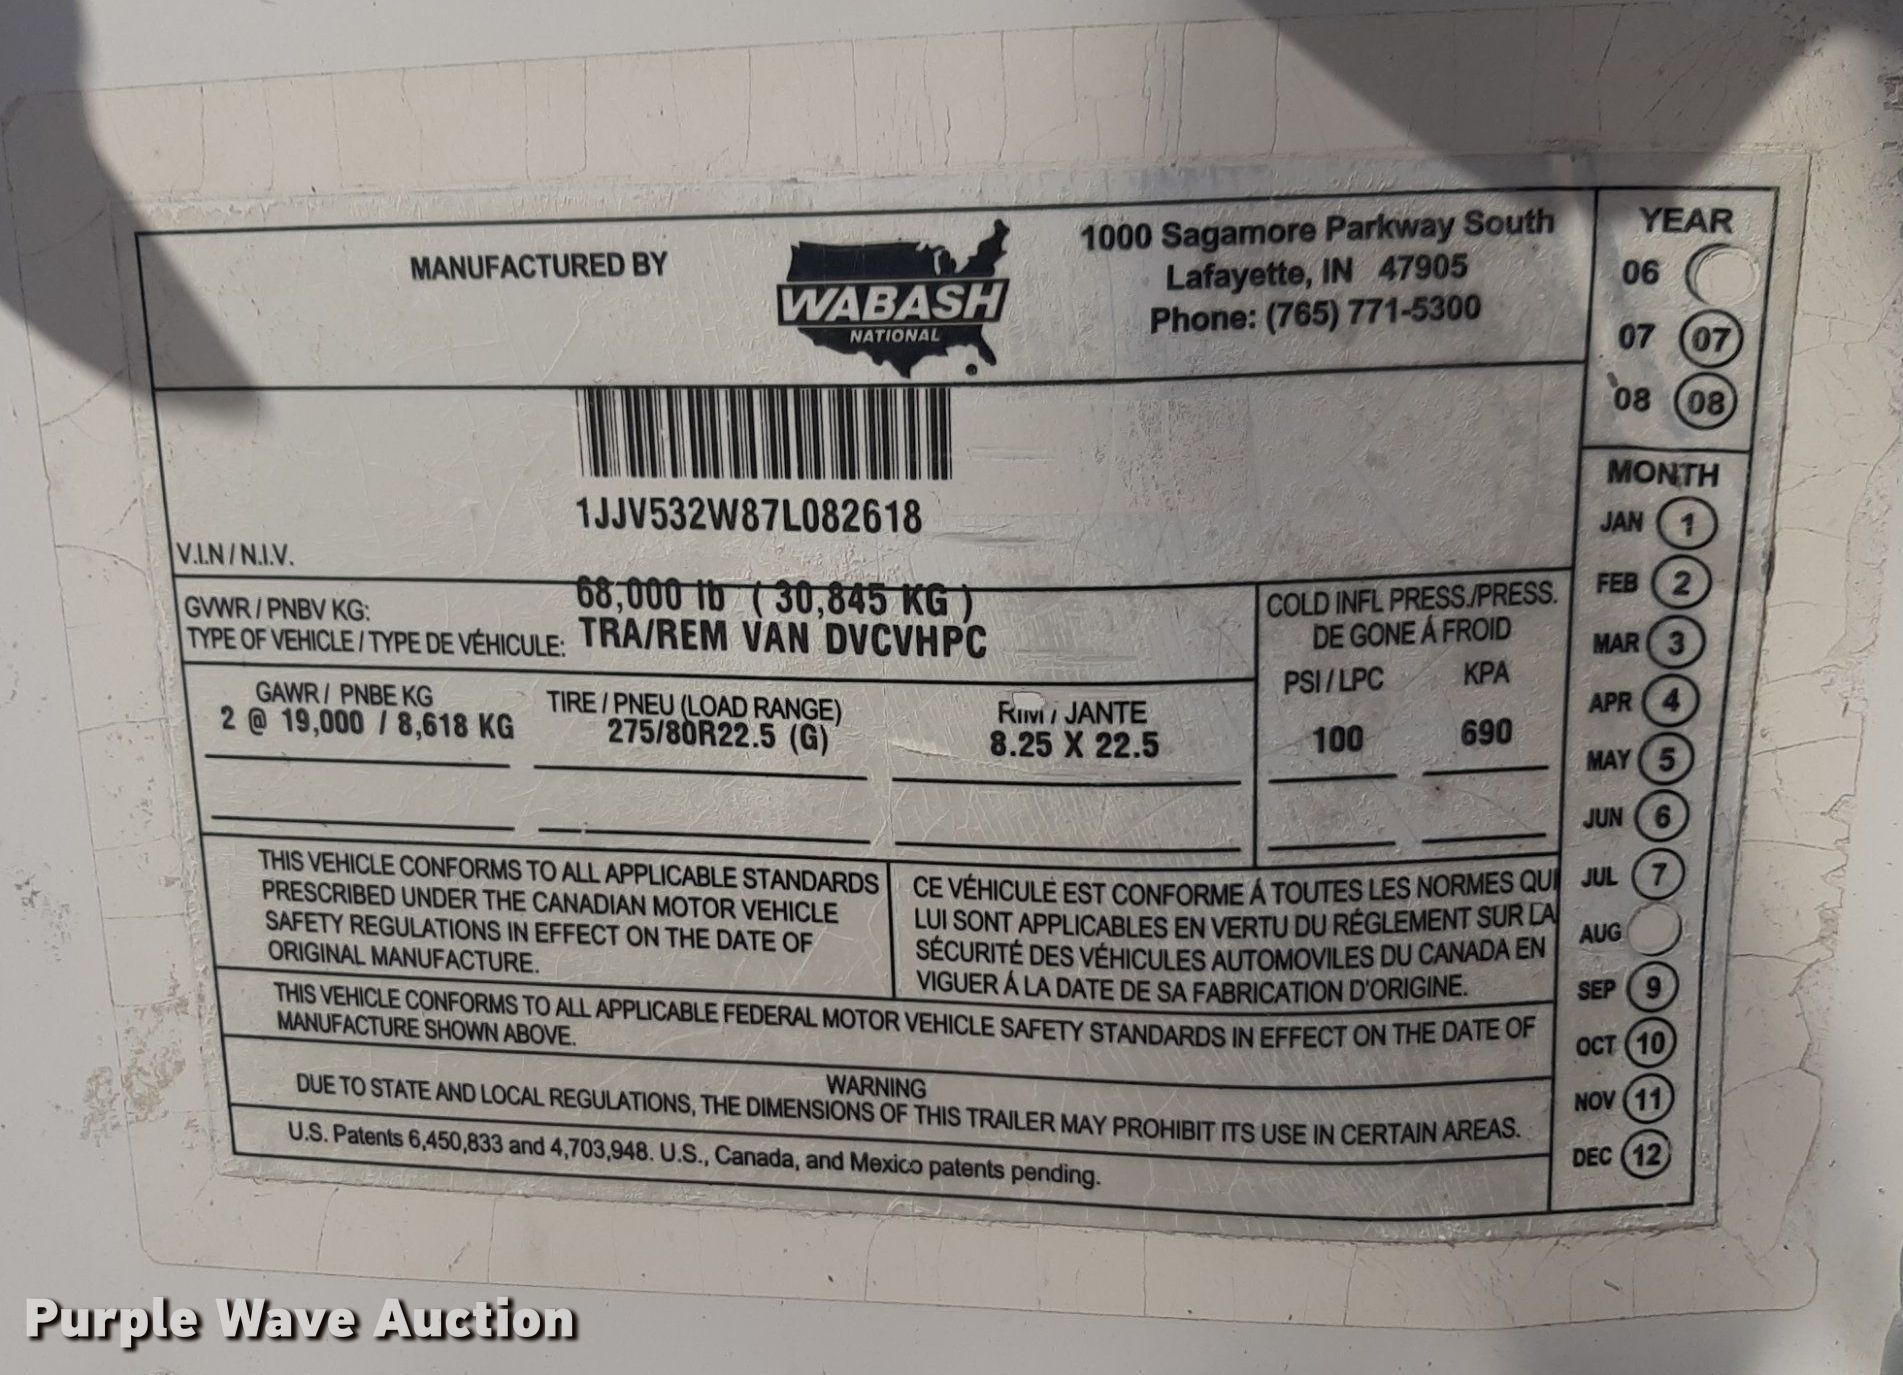 MANUFACTURED BY
WABASH
NATIONAL
1000 Sagamore Parkway South
Lafayette, IN 47905
Phone: (765) 771-5300
1JJV532W87L082618
V.I.N / N.I.V.
GVWR / PNBV KG: 68,000 lb ( 30,845 KG )
TYPE OF VEHICLE / TYPE DE VÉHICULE: TRA/REM VAN DVCVHPC
COLD INFL PRESS./PRESS.
DE GONE Á FROID
PSI / LPC KPA
100 690
GAWR / PNBE KG
2 @ 19,000 / 8,618 KG
TIRE / PNEU (LOAD RANGE)
275/80R22.5 (G)
RIM / JANTE
8.25 X 22.5
THIS VEHICLE CONFORMS TO ALL APPLICABLE STANDARDS
PRESCRIBED UNDER THE CANADIAN MOTOR VEHICLE
SAFETY REGULATIONS IN EFFECT ON THE DATE OF
ORIGINAL MANUFACTURE.
CE VÉHICULE EST CONFORME Á TOUTES LES NORMES QUI
LUI SONT APPLICABLES EN VERTU DU RÉGLEMENT SUR LA
SÉCURITÉ DES VÉHICULES AUTOMOVILES DU CANADA EN
VIGUER Á LA DATE DE SA FABRICATION D'ORIGINE.
THIS VEHICLE CONFORMS TO ALL APPLICABLE FEDERAL MOTOR VEHICLE SAFETY STANDARDS IN EFFECT ON THE DATE OF
MANUFACTURE SHOWN ABOVE.
WARNING
DUE TO STATE AND LOCAL REGULATIONS, THE DIMENSIONS OF THIS TRAILER MAY PROHIBIT ITS USE IN CERTAIN AREAS.
U.S. Patents 6,450,833 and 4,703,948. U.S., Canada, and Mexico patents pending.
YEAR
06
07 07
08 08
MONTH
JAN 1
FEB 2
MAR 3
APR 4
MAY 5
JUN 6
JUL 7
AUG
SEP 9
OCT 10
NOV 11
DEC 12
Purple Wave Auction